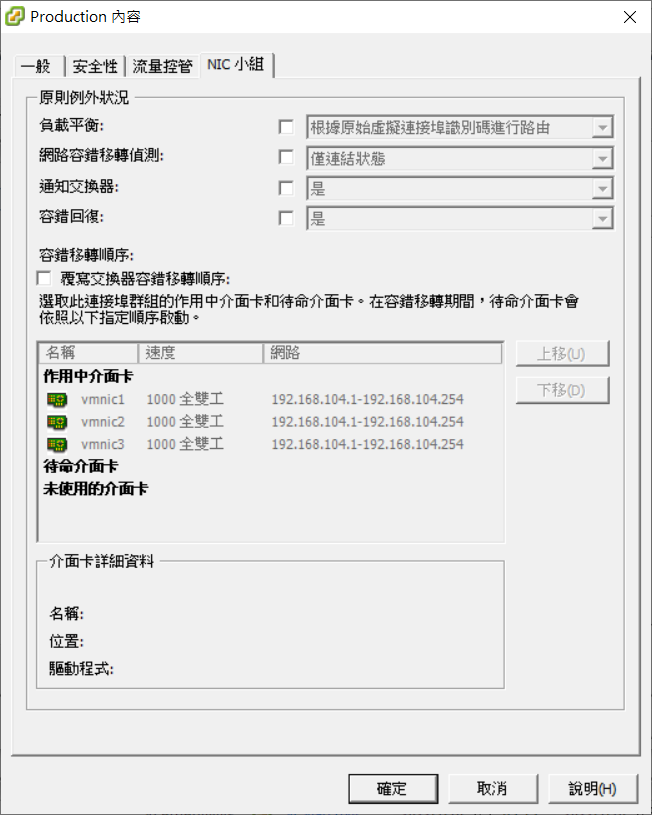 Production 內容
一般 安全性 流量控管 NIC 小組
原則例外狀況
負載平衡: 根據原始虛擬連接埠識別碼進行路由
網路容錯移轉偵測: 僅連結狀態
通知交換器: 是
容錯回復: 是
容錯移轉順序:
覆寫交換器容錯移轉順序:
選取此連接埠群組的作用中介面卡和待命介面卡。在容錯移轉期間，待命介面卡會
依照以下指定順序啟動。
名稱 速度 網路 上移(U)
作用中介面卡 下移(D)
vmnic1 1000 全雙工 192.168.104.1-192.168.104.254
vmnic2 1000 全雙工 192.168.104.1-192.168.104.254
vmnic3 1000 全雙工 192.168.104.1-192.168.104.254
待命介面卡
未使用的介面卡
介面卡詳細資料
名稱:
位置:
驅動程式:
確定 取消 說明(H)